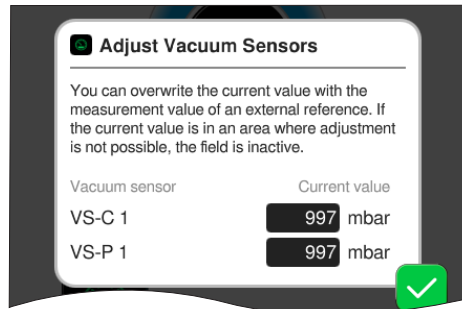 Adjust Vacuum Sensors
You can overwrite the current value with the
measurement value of an external reference. If
the current value is in an area where adjustment
is not possible, the field is inactive.
Vacuum sensor Current value
VS-C 1 997 mbar
VS-P 1 997 mbar